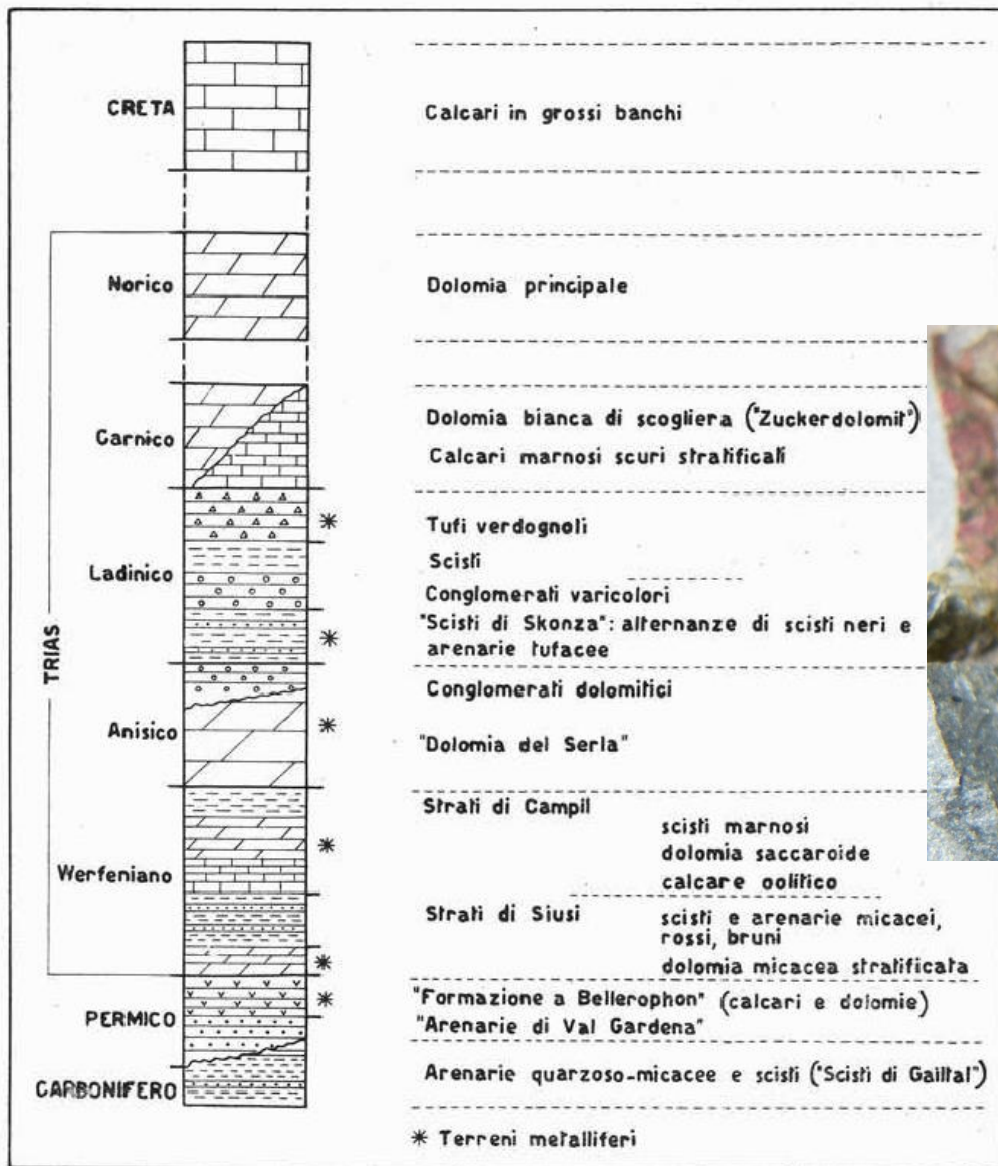 CRETA
Calcari in grossi banchi
Norico
Dolomia principale
Carnico
Dolomia bianca di scogliera ("Zuckerdolomit")
Calcari marnosi scuri stratificati
Ladinico
Tufi verdognoli
Scisti
Conglomerati varicolori
"Scisti di Skonza": alternanze di scisti neri e
arenarie tufacee
TRIAS
Anisico
Conglomerati dolomitici
"Dolomia del Serla"
Werfeniano
Strati di Campil
scisti marnosi
dolomia saccaroide
calcare oolitico
Strati di Siusi
scisti e arenarie micacei,
rossi, bruni
dolomia micacea stratificata
PERMICO
"Formazione a Bellerophon" (calcari e dolomie)
"Arenarie di Val Gardena"
CARBONIFERO
Arenarie quarzoso-micacee e scisti ("Scisti di Gailtal")
* Terreni metalliferi